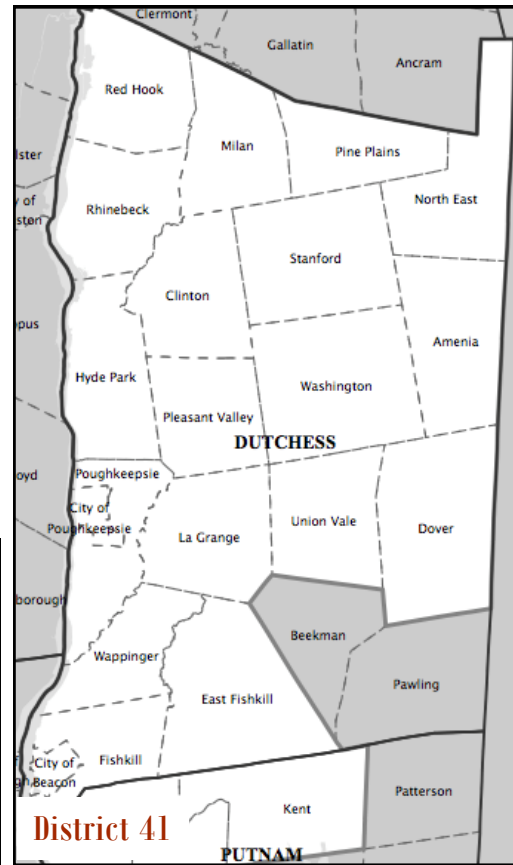 Clermont
Gallatin
Ancram
Red Hook
Milan
Pine Plains
lster
North East
y of
ston
Rhinebeck
Stanford
Clinton
opus
Amenia
Hyde Park
Washington
Pleasant Valley
DUTCHESS
oyd
Poughkeepsie
City of
Poughkeepsie
La Grange
Union Vale
Dover
borough
Beekman
Wappinger
Pawling
East Fishkill
City of
Beacon
Fishkill
Patterson
Kent
District 41
PUTNAM